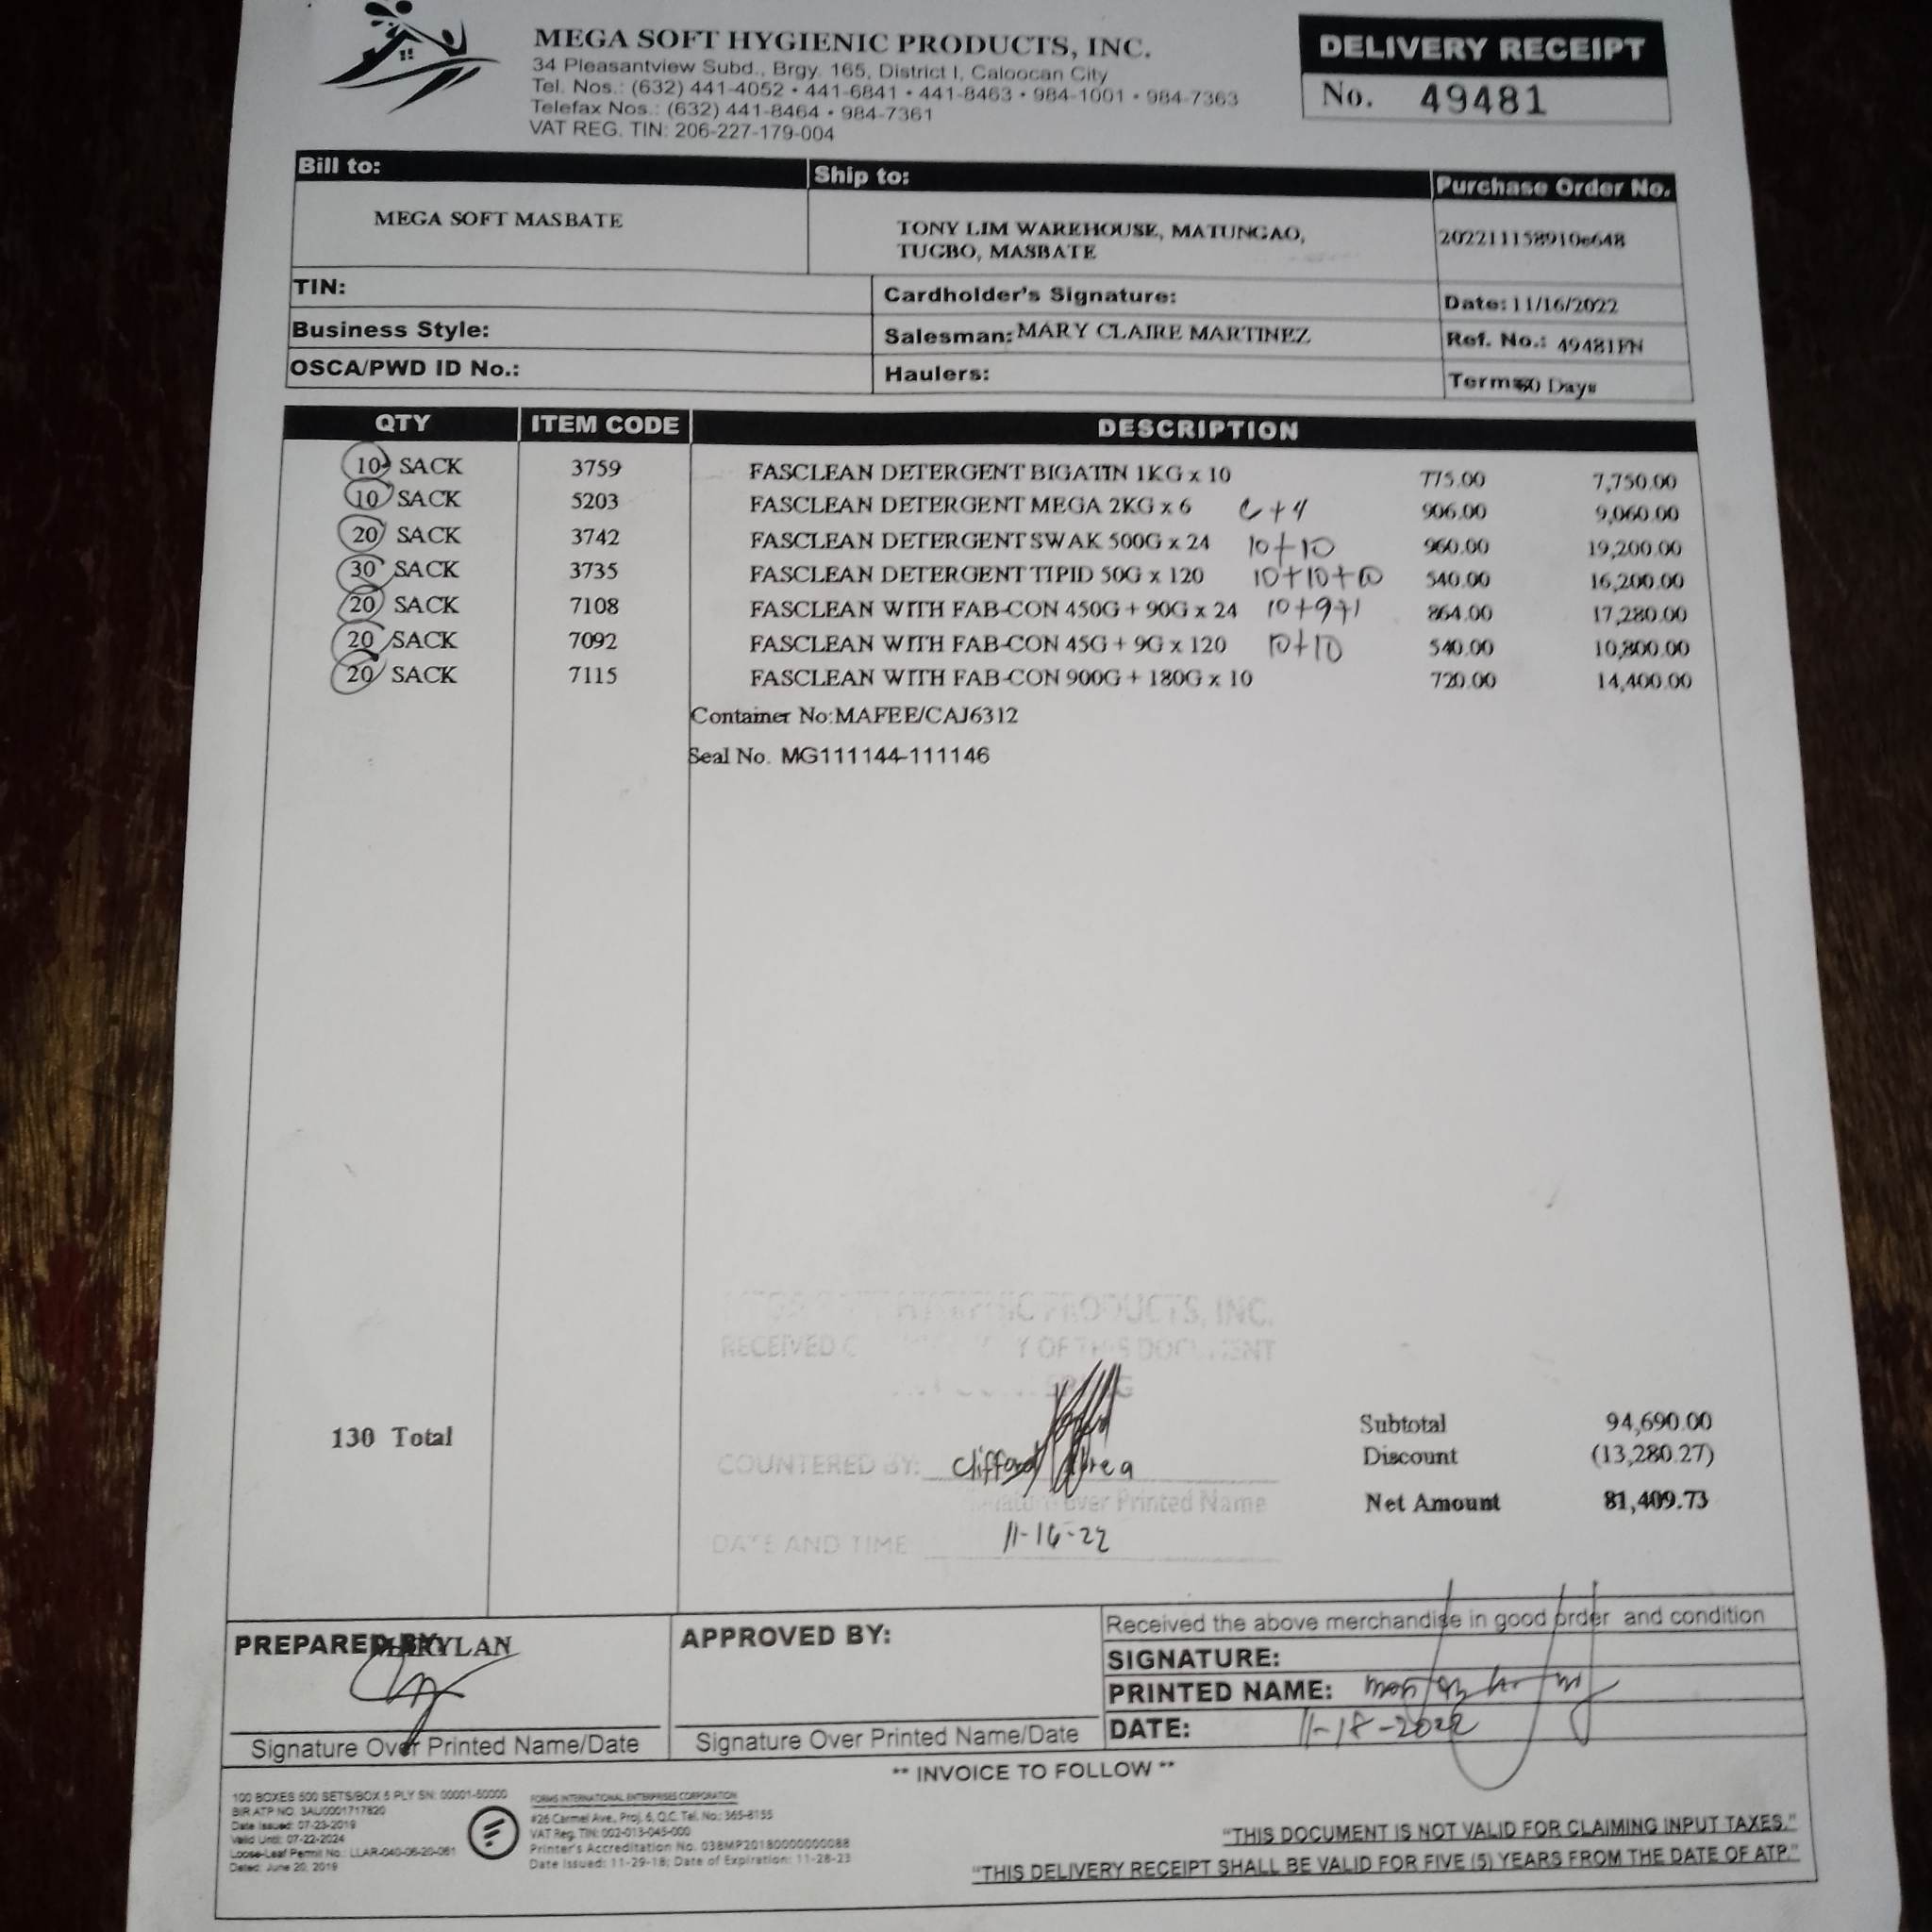 MEGA SOFT HYGIENIC PRODUCTS, INC.
34 Pleasantview Subd., Brgy. 165, District I, Caloocan City
Tel. Nos.: (632) 441-4052 • 441-6841 • 441-8463 • 984-1001 • 984-7363
Telefax Nos.: (632) 441-8464 • 984-7361
VAT REG. TIN: 206-227-179-004
DELIVERY RECEIPT
No. 49481
Bill to: Ship to: Purchase Order No.
MEGA SOFT MASBATE
TONY LIM WAREHOUSE, MATUNGAO,
TUGBO, MASBATE
202211158910e648
TIN: Cardholder's Signature: Date: 11/16/2022
Business Style: Salesman: MARY CLAIRE MARTINEZ Ref. No.: 49481FN
OSCA/PWD ID No.: Haulers: Terms 60 Days
QTY ITEM CODE DESCRIPTION
10 SACK 3759 FASCLEAN DETERGENT BIGATIN 1KG x 10 775.00 7,750.00
10 SACK 5203 FASCLEAN DETERGENT MEGA 2KG x 6 6+4 906.00 9,060.00
20 SACK 3742 FASCLEAN DETERGENT SWAK 500G x 24 10+10 960.00 19,200.00
30 SACK 3735 FASCLEAN DETERGENT TIPID 50G x 120 10+10+10 540.00 16,200.00
20 SACK 7108 FASCLEAN WITH FAB-CON 450G + 90G x 24 10+9+1 864.00 17,280.00
20 SACK 7092 FASCLEAN WITH FAB-CON 45G + 9G x 120 10+10 540.00 10,800.00
20 SACK 7115 FASCLEAN WITH FAB-CON 900G + 180G x 10 720.00 14,400.00
Container No:MAFEE/CAJ6312
Seal No. MG111144-111146
HYGIENIC PRODUCTS, INC.
RECEIVED OF THIS DOCUMENT
130 Total
Subtotal 94,690.00
Discount (13,280.27)
Net Amount 81,409.73
COUNTERED BY: Clifford
Signature over Printed Name
DATE AND TIME 11-16-22
PREPARED BY:
APPROVED BY:
Signature Over Printed Name/Date
Signature Over Printed Name/Date
Received the above merchandise in good order and condition
SIGNATURE:
PRINTED NAME:
DATE: 11-18-2022
** INVOICE TO FOLLOW **
100 BOXES 500 SETS/BOX 5 PLY SN: 00001-50000
BIR ATP NO. 3AU0001717820
Date Issued: 07-23-2019
Valid Until: 07-22-2024
Loose-Leaf Permit No.: LLAR-040-06-20-061
Dated: June 20, 2019
FORMS INTERNATIONAL ENTERPRISES CORPORATION
#26 Carmel Ave., Proj. 6, Q.C. Tel. No.: 365-8155
VAT Reg. TIN: 002-013-045-000
Printer's Accreditation No. 038MP20180000000088
Date Issued: 11-29-18; Date of Expiration: 11-28-23
"THIS DOCUMENT IS NOT VALID FOR CLAIMING INPUT TAXES."
"THIS DELIVERY RECEIPT SHALL BE VALID FOR FIVE (5) YEARS FROM THE DATE OF ATP."